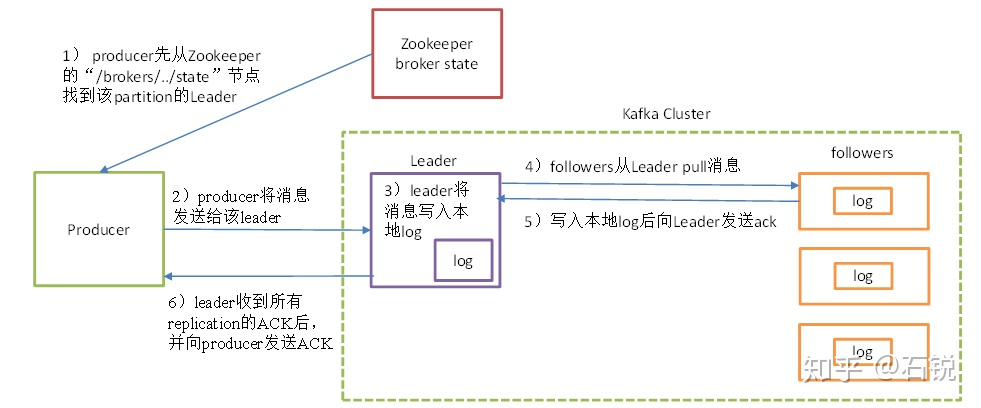 Zookeeper
broker state
1） producer先从Zookeeper
的“/brokers/../state”节点
找到该partition的Leader
Kafka Cluster
Leader
4）followers从Leader pull消息
followers
Producer
2）producer将消息
发送给该leader
3）leader将
消息写入本
地log
log
log
5）写入本地log后向Leader发送ack
log
6）leader收到所有
replication的ACK后，
并向producer发送ACK
log
知乎 @石锐